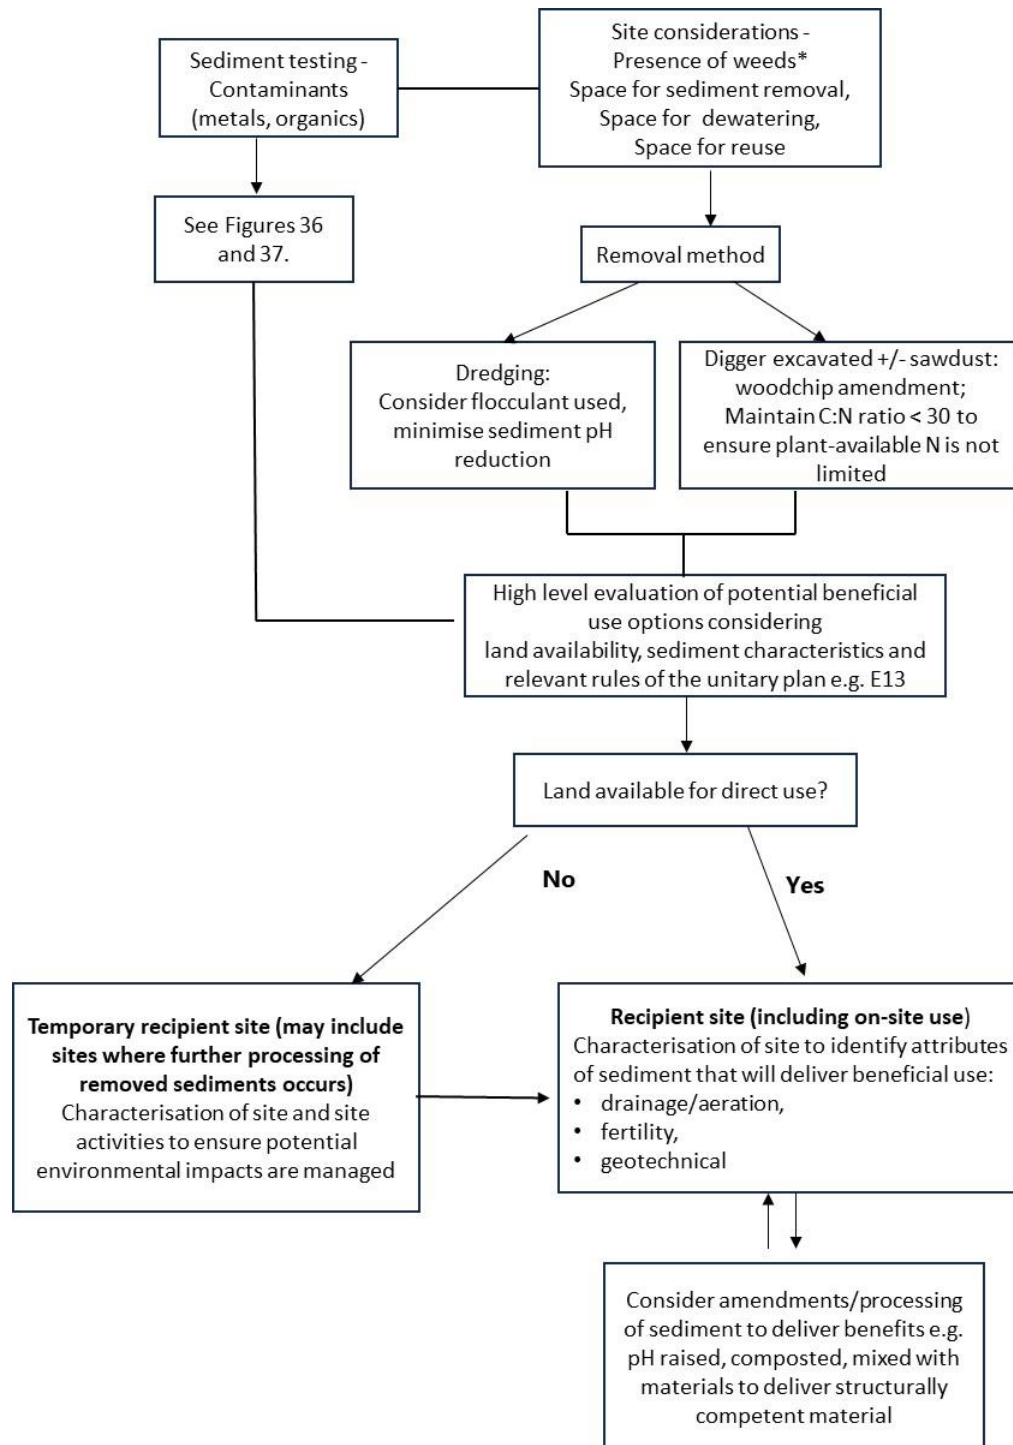 Sediment testing -
Contaminants
(metals, organics)
Site considerations -
Presence of weeds*
Space for sediment removal,
Space for dewatering,
Space for reuse
See Figures 36
and 37.
Removal method
Dredging:
Consider flocculant used,
minimise sediment pH
reduction
Digger excavated +/- sawdust:
woodchip amendment;
Maintain C:N ratio < 30 to
ensure plant-available N is not
limited
High level evaluation of potential beneficial
use options considering
land availability, sediment characteristics and
relevant rules of the unitary plan e.g. E13
Land available for direct use?
No
Yes
Temporary recipient site (may include
sites where further processing of
removed sediments occurs)
Characterisation of site and site
activities to ensure potential
environmental impacts are managed
Recipient site (including on-site use)
Characterisation of site to identify attributes
of sediment that will deliver beneficial use:
• drainage/aeration,
• fertility,
• geotechnical
Consider amendments/processing
of sediment to deliver benefits e.g.
pH raised, composted, mixed with
materials to deliver structurally
competent material